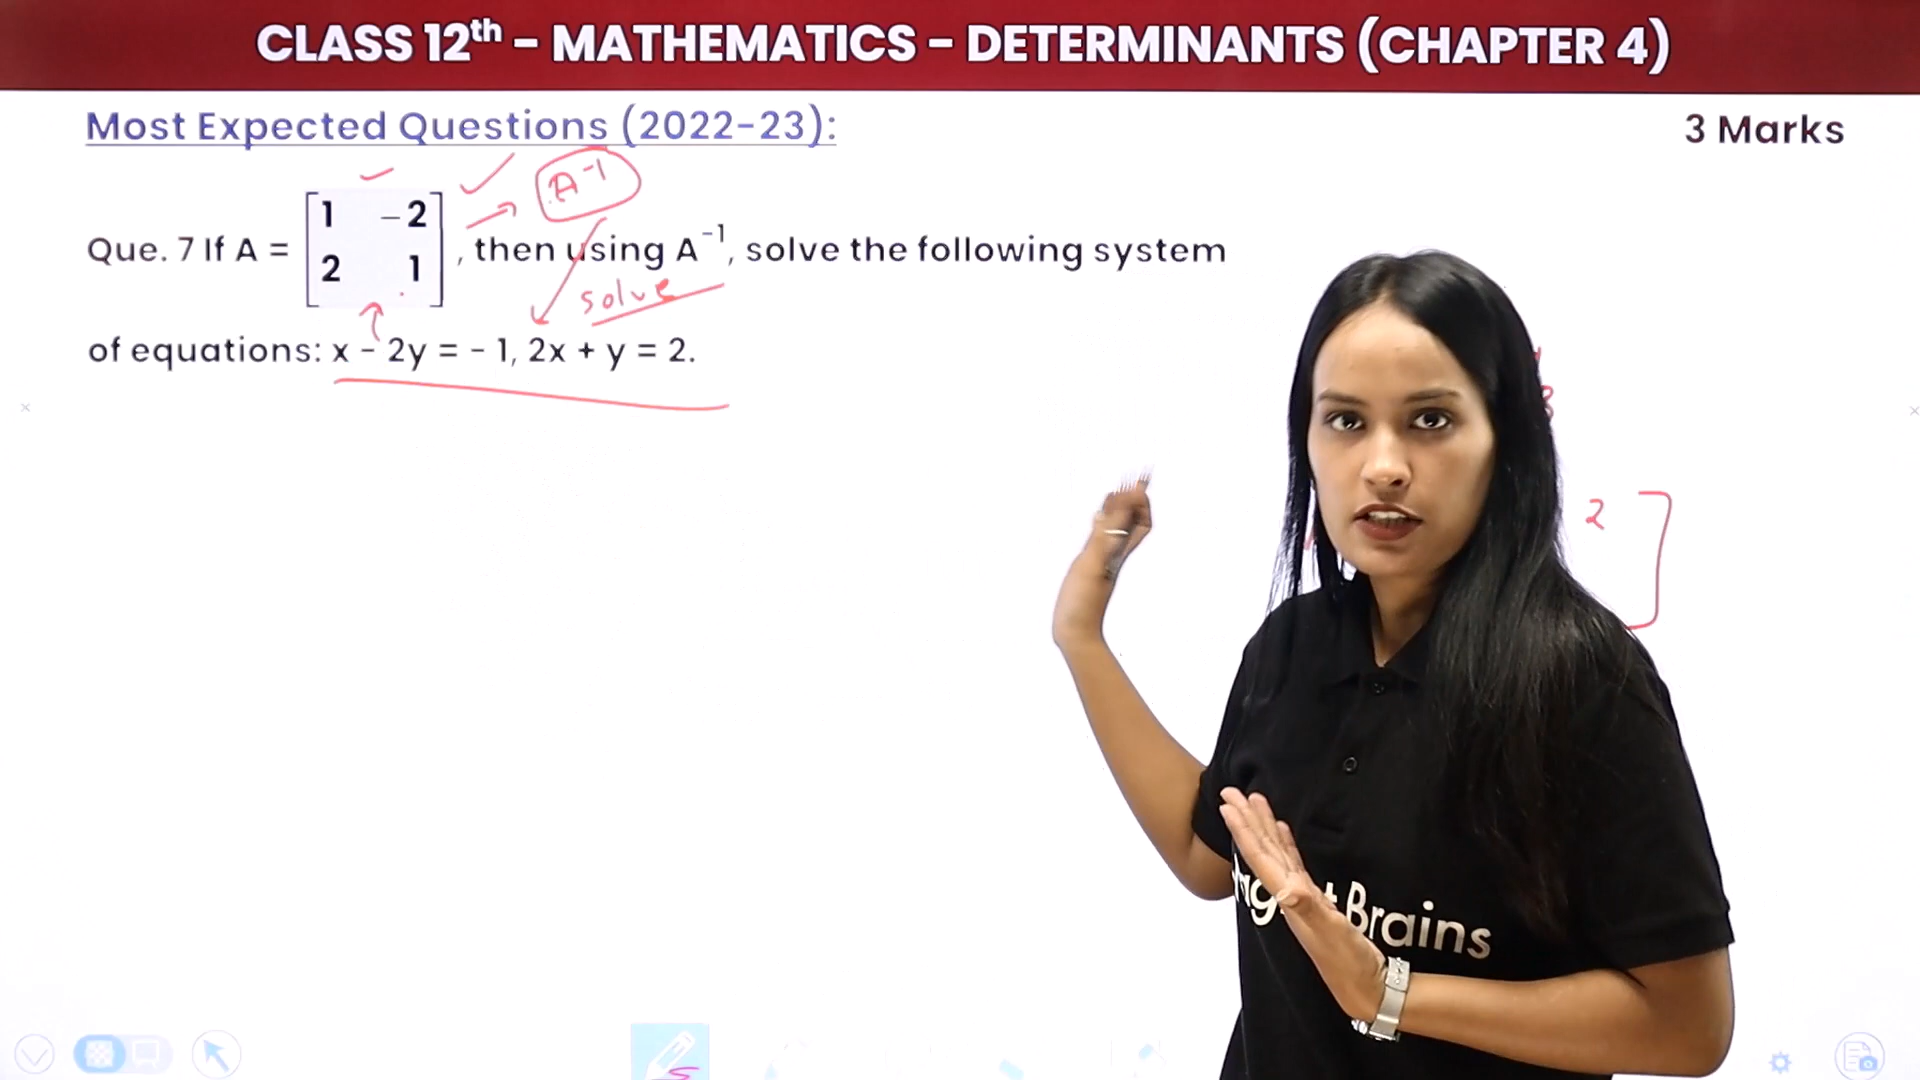 CLASS 12th - MATHEMATICS - DETERMINANTS (CHAPTER 4)
Most Expected Questions (2022-23):
3 Marks
A⁻¹
Que. 7 If A = [1 -2
2 1], then using A⁻¹, solve the following system
solve
of equations: x - 2y = - 1, 2x + y = 2.
2 ]
Brains